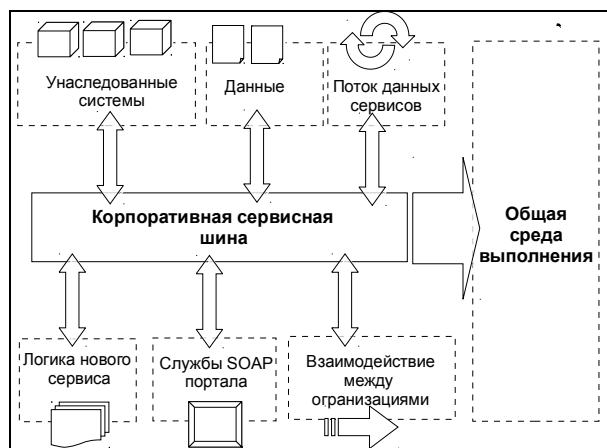 Унаследованные
системы
Данные
Поток данных
сервисов
Корпоративная сервисная
шина
Общая
среда
выполнения
Логика нового
сервиса
Службы SOAP
портала
Взаимодействие
между
огранизациями